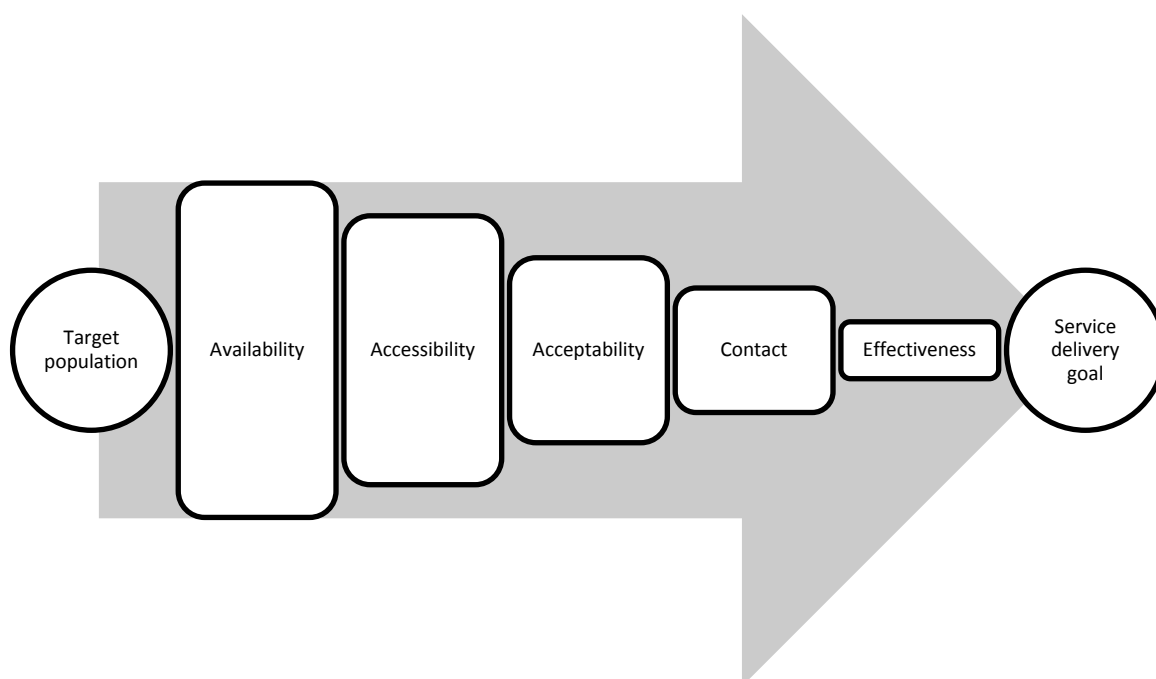 Target
population
Availability
Accessibility
Acceptability
Contact
Effectiveness
Service
delivery
goal